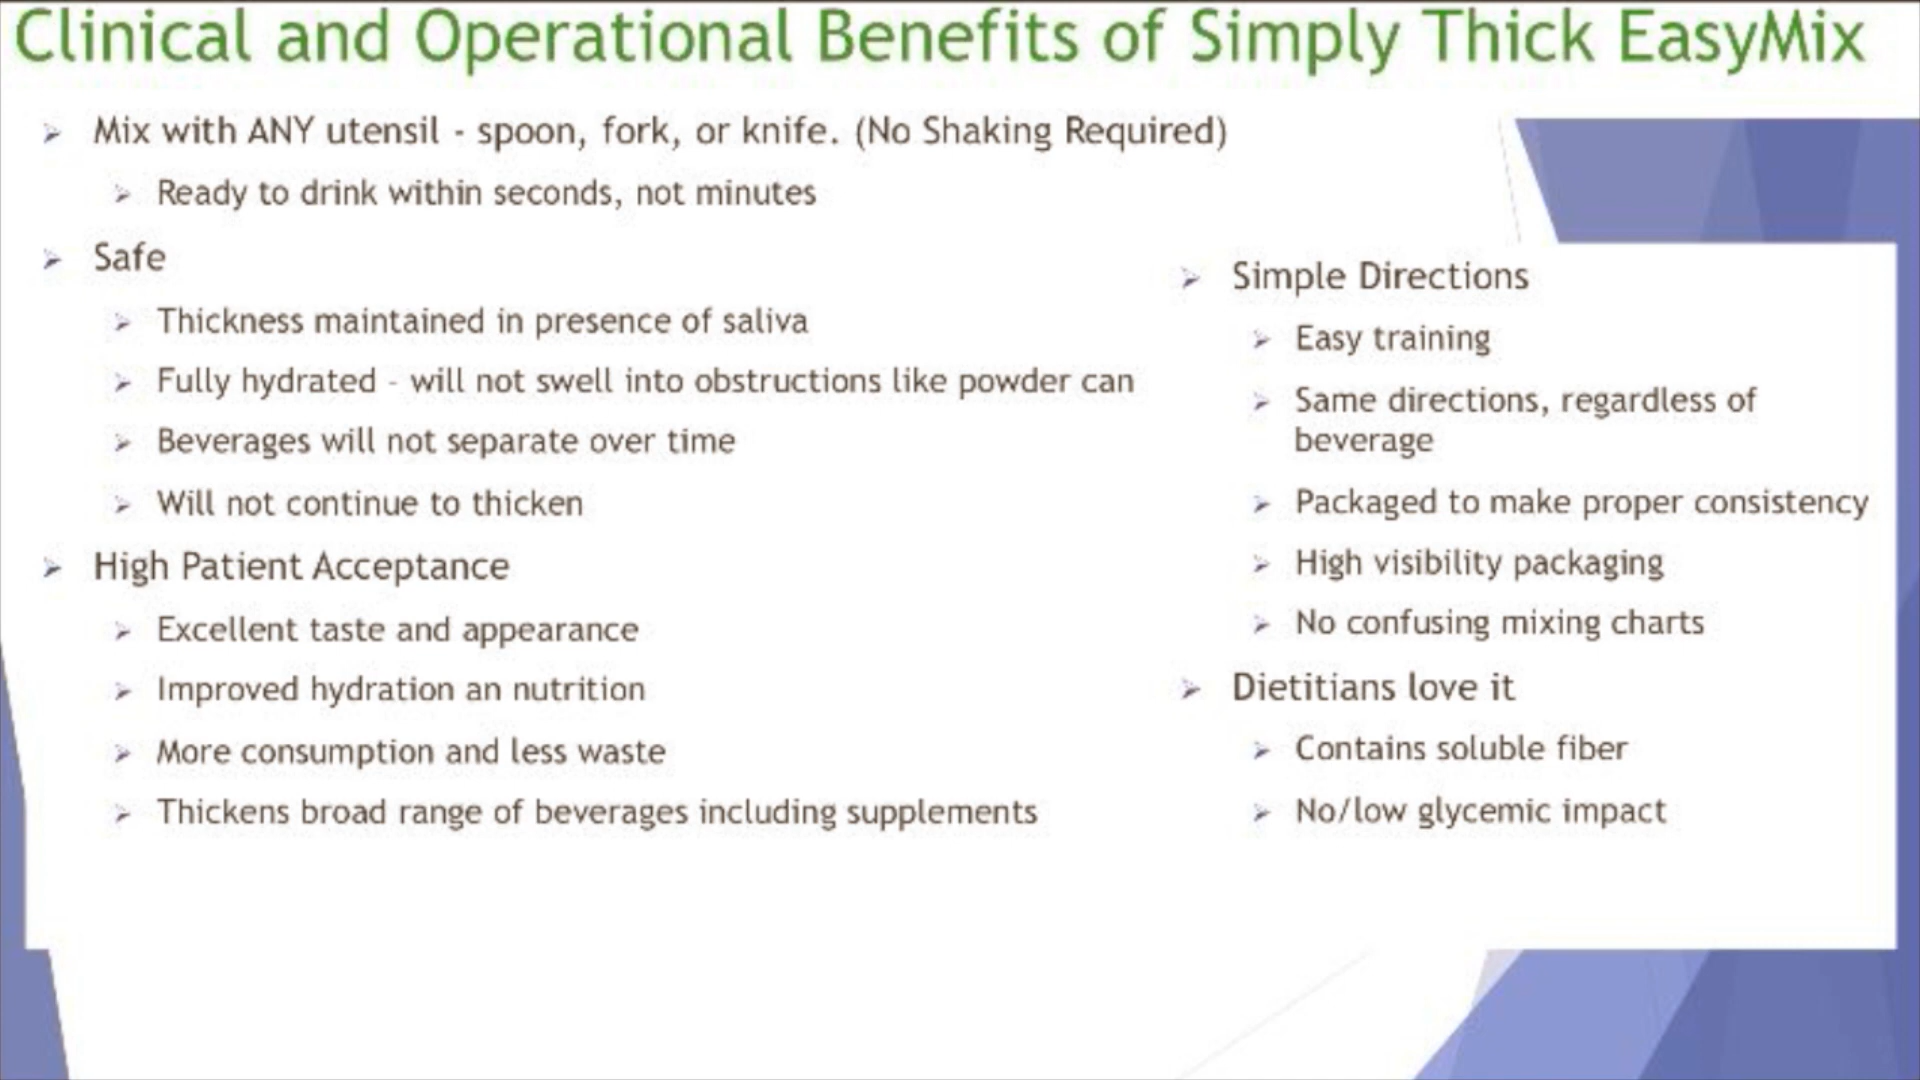 Clinical and Operational Benefits of Simply Thick EasyMix
Mix with ANY utensil - spoon, fork, or knife. (No Shaking Required)
Ready to drink within seconds, not minutes
Safe
Thickness maintained in presence of saliva
Fully hydrated - will not swell into obstructions like powder can
Beverages will not separate over time
Will not continue to thicken
High Patient Acceptance
Excellent taste and appearance
Improved hydration an nutrition
More consumption and less waste
Thickens broad range of beverages including supplements
Simple Directions
Easy training
Same directions, regardless of
beverage
Packaged to make proper consistency
High visibility packaging
No confusing mixing charts
Dietitians love it
Contains soluble fiber
No/low glycemic impact